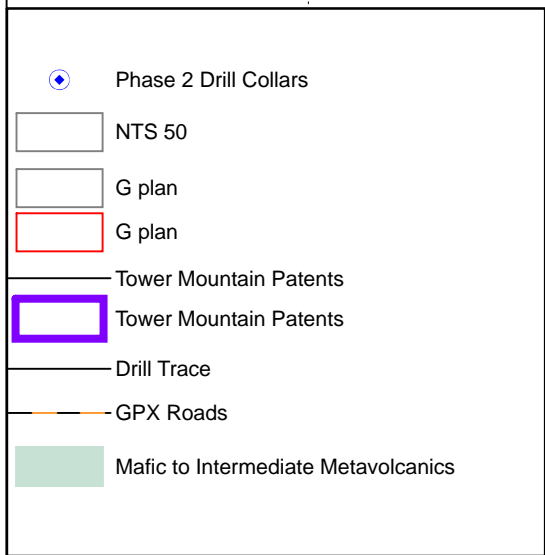 Phase 2 Drill Collars
NTS 50
G plan
G plan
Tower Mountain Patents
Tower Mountain Patents
Drill Trace
GPX Roads
Mafic to Intermediate Metavolcanics